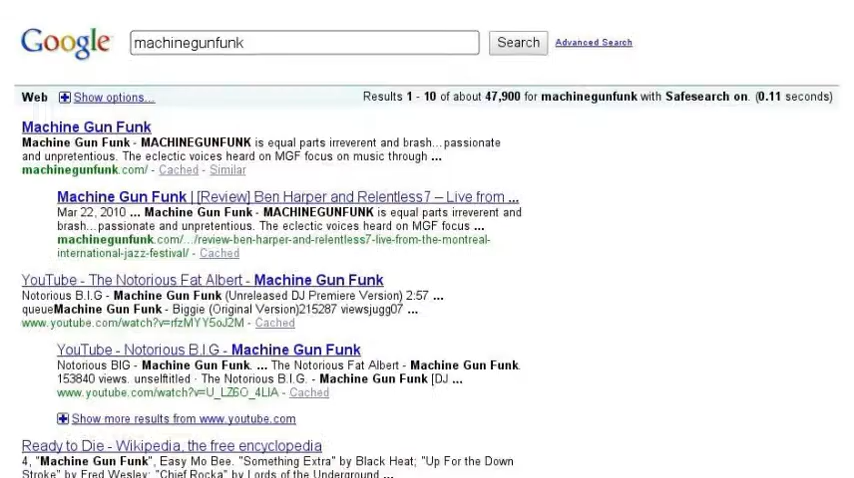 Google machinegunfunk Search Advanced Search
Web Show options... Results 1 - 10 of about 47,900 for machinegunfunk with Safesearch on. (0.11 seconds)
Machine Gun Funk
Machine Gun Funk - MACHINEGUNFUNK is equal parts irreverent and brash...passionate
and unpretentious. The eclectic voices heard on MGF focus on music through ...
machinegunfunk.com/ - Cached - Similar
Machine Gun Funk | [Review] Ben Harper and Relentless7 – Live from ...
Mar 22, 2010 ... Machine Gun Funk - MACHINEGUNFUNK is equal parts irreverent and
brash...passionate and unpretentious. The eclectic voices heard on MGF focus ...
machinegunfunk.com/.../review-ben-harper-and-relentless7-live-from-the-montreal-
international-jazz-festival/ - Cached
YouTube - The Notorious Fat Albert - Machine Gun Funk
Notorious B.I.G - Machine Gun Funk (Unreleased DJ Premiere Version) 2:57 ...
queueMachine Gun Funk - Biggie (Original Version)215287 viewsjugg07 ...
www.youtube.com/watch?v=rfzMYY5oJ2M - Cached
YouTube - Notorious B.I.G - Machine Gun Funk
Notorious BIG - Machine Gun Funk. ... The Notorious Fat Albert - Machine Gun Funk.
153840 views. unselftitled · The Notorious B.I.G. - Machine Gun Funk [DJ ...
www.youtube.com/watch?v=U_LZ6O_4LIA - Cached
Show more results from www.youtube.com
Ready to Die - Wikipedia, the free encyclopedia
4, "Machine Gun Funk", Easy Mo Bee. "Something Extra" by Black Heat; "Up For the Down
Stroke" by Fred Wesley; "Chief Rocka" by Lords of the Underground ...